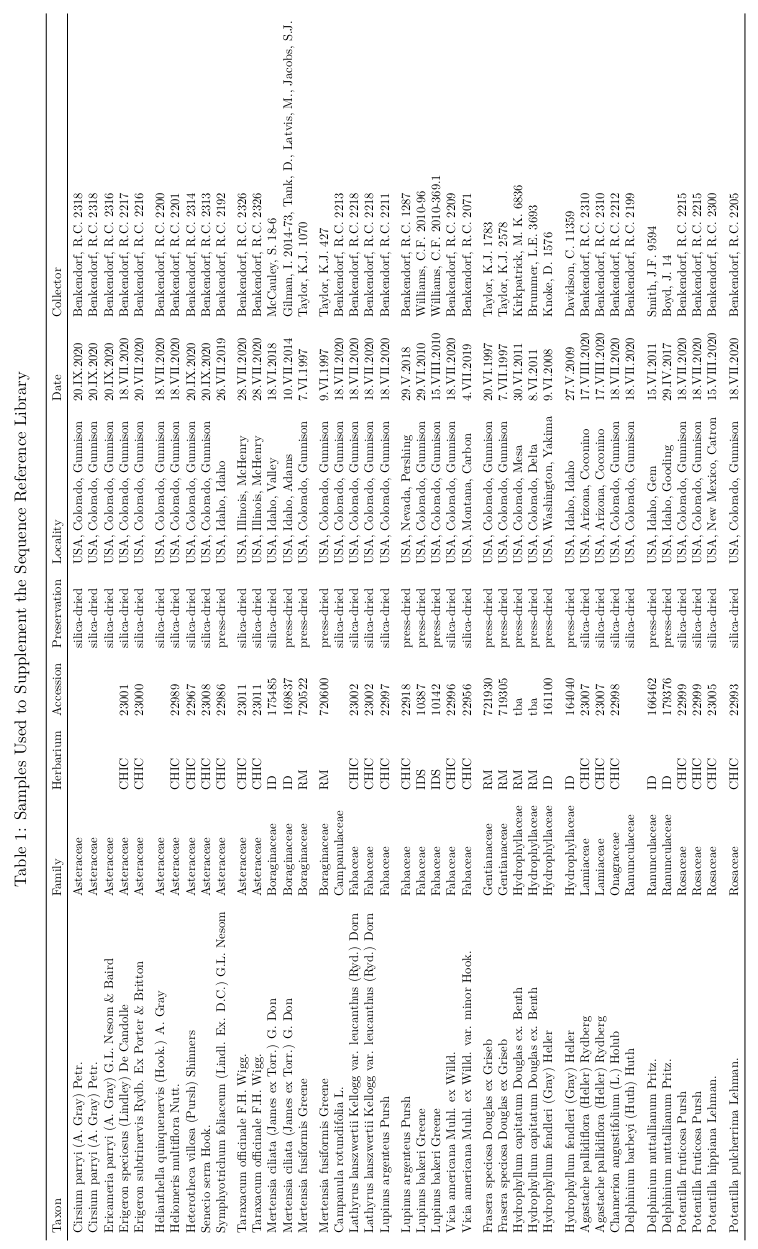 Table 1: Samples Used to Supplement the Sequence Reference Library
Taxon Family Herbarium Accession Preservation Locality Date Collector
Cirsium parryi (A. Gray) Petr. Asteraceae silica-dried USA, Colorado, Gunnison 20.IX.2020 Benkendorf, R.C. 2318
Cirsium parryi (A. Gray) Petr. Asteraceae silica-dried USA, Colorado, Gunnison 20.IX.2020 Benkendorf, R.C. 2318
Ericameria parryi (A. Gray) G.L. Nesom & Baird Asteraceae silica-dried USA, Colorado, Gunnison 20.IX.2020 Benkendorf, R.C. 2316
Erigeron speciosus (Lindley) De Candolle Asteraceae CHIC 23001 silica-dried USA, Colorado, Gunnison 18.VII.2020 Benkendorf, R.C. 2217
Erigeron subtrinervis Rydb. Ex Porter & Britton Asteraceae CHIC 23000 silica-dried USA, Colorado, Gunnison 20.VII.2020 Benkendorf, R.C. 2216
Helianthella quinquenervis (Hook.) A. Gray Asteraceae silica-dried USA, Colorado, Gunnison 18.VII.2020 Benkendorf, R.C. 2200
Heliomeris multiflora Nutt. Asteraceae CHIC 22989 silica-dried USA, Colorado, Gunnison 18.VII.2020 Benkendorf, R.C. 2201
Heterotheca villosa (Pursh) Shinners Asteraceae CHIC 22967 silica-dried USA, Colorado, Gunnison 20.IX.2020 Benkendorf, R.C. 2314
Senecio serra Hook. Asteraceae CHIC 23008 silica-dried USA, Colorado, Gunnison 20.IX.2020 Benkendorf, R.C. 2313
Symphyotrichum foliaceum (Lindl. Ex. D.C.) G.L. Nesom Asteraceae CHIC 22986 press-dried USA, Idaho, Idaho 26.VII.2019 Benkendorf, R.C. 2192
Taraxacum officinale F.H. Wigg. Asteraceae CHIC 23011 silica-dried USA, Illinois, McHenry 28.VII.2020 Benkendorf, R.C. 2326
Taraxacum officinale F.H. Wigg. Asteraceae CHIC 23011 silica-dried USA, Illinois, McHenry 28.VII.2020 Benkendorf, R.C. 2326
Mertensia ciliata (James ex Torr.) G. Don Boraginaceae ID 175485 silica-dried USA, Idaho, Valley 18.VI.2018 McCauley, S. 18-6
Mertensia ciliata (James ex Torr.) G. Don Boraginaceae ID 169837 press-dried USA, Idaho, Adams 10.VII.2014 Gilman, I. 2014-73, Tank, D., Latvis, M., Jacobs, S.J.
Mertensia fusiformis Greene Boraginaceae RM 720522 press-dried USA, Colorado, Gunnison 7.VI.1997 Taylor, K.J. 1070
Mertensia fusiformis Greene Boraginaceae RM 720600 press-dried USA, Colorado, Gunnison 9.VI.1997 Taylor, K.J. 427
Campanula rotundifolia L. Campanulaceae silica-dried USA, Colorado, Gunnison 18.VII.2020 Benkendorf, R.C. 2213
Lathyrus lanszwertii Kellogg var. leucanthus (Ryd.) Dorn Fabaceae CHIC 23002 silica-dried USA, Colorado, Gunnison 18.VII.2020 Benkendorf, R.C. 2218
Lathyrus lanszwertii Kellogg var. leucanthus (Ryd.) Dorn Fabaceae CHIC 23002 silica-dried USA, Colorado, Gunnison 18.VII.2020 Benkendorf, R.C. 2218
Lupinus argenteus Pursh Fabaceae CHIC 22997 silica-dried USA, Colorado, Gunnison 18.VII.2020 Benkendorf, R.C. 2211
Lupinus argenteus Pursh Fabaceae CHIC 22918 press-dried USA, Nevada, Pershing 29.V.2018 Benkendorf, R.C. 1287
Lupinus bakeri Greene Fabaceae IDS 10387 press-dried USA, Colorado, Gunnison 29.VI.2010 Williams, C.F. 2010-96
Lupinus bakeri Greene Fabaceae IDS 10142 press-dried USA, Colorado, Gunnison 15.VIII.2010 Williams, C.F. 2010-369.1
Vicia americana Muhl. ex Willd. Fabaceae CHIC 22996 silica-dried USA, Colorado, Gunnison 18.VII.2020 Benkendorf, R.C. 2209
Vicia americana Muhl. ex Willd. var. minor Hook. Fabaceae CHIC 22956 silica-dried USA, Montana, Carbon 4.VII.2019 Benkendorf, R.C. 2071
Frasera speciosa Douglas ex Griseb Gentianaceae RM 721930 press-dried USA, Colorado, Gunnison 20.VI.1997 Taylor, K.J. 1783
Frasera speciosa Douglas ex Griseb Gentianaceae RM 719305 press-dried USA, Colorado, Gunnison 7.VII.1997 Taylor, K.J. 2578
Hydrophyllum capitatum Douglas ex. Benth Hydrophyllaceae RM tba press-dried USA, Colorado, Mesa 30.VI.2011 Kirkpatrick, M. K. 6836
Hydrophyllum capitatum Douglas ex. Benth Hydrophyllaceae RM tba press-dried USA, Colorado, Delta 8.VI.2011 Brummer, L.E. 3693
Hydrophyllum fendleri (Gray) Heller Hydrophyllaceae ID 161100 press-dried USA, Washington, Yakima 9.VI.2008 Knoke, D. 1576
Hydrophyllum fendleri (Gray) Heller Hydrophyllaceae ID 164040 press-dried USA, Idaho, Idaho 27.V.2009 Davidson, C. 11359
Agastache pallidiflora (Heller) Rydberg Lamiaceae CHIC 23007 silica-dried USA, Arizona, Coconino 17.VIII.2020 Benkendorf, R.C. 2310
Agastache pallidiflora (Heller) Rydberg Lamiaceae CHIC 23007 silica-dried USA, Arizona, Coconino 17.VIII.2020 Benkendorf, R.C. 2310
Chamerion angustifolium (L.) Holub Onagraceae CHIC 22998 silica-dried USA, Colorado, Gunnison 18.VII.2020 Benkendorf, R.C. 2212
Delphinium barbeyi (Huth) Huth Ranunculaceae silica-dried USA, Colorado, Gunnison 18.VII.2020 Benkendorf, R.C. 2199
Delphinium nuttallianum Pritz. Ranunculaceae ID 166462 press-dried USA, Idaho, Gem 15.VI.2011 Smith, J.F. 9594
Delphinium nuttallianum Pritz. Ranunculaceae ID 179376 press-dried USA, Idaho, Gooding 29.IV.2017 Boyd, J. 14
Potentilla fruticosa Pursh Rosaceae CHIC 22999 silica-dried USA, Colorado, Gunnison 18.VII.2020 Benkendorf, R.C. 2215
Potentilla fruticosa Pursh Rosaceae CHIC 22999 silica-dried USA, Colorado, Gunnison 18.VII.2020 Benkendorf, R.C. 2215
Potentilla hippiana Lehman. Rosaceae CHIC 23005 silica-dried USA, New Mexico, Catron 15.VIII.2020 Benkendorf, R.C. 2300
Potentilla pulcherrima Lehman. Rosaceae CHIC 22993 silica-dried USA, Colorado, Gunnison 18.VII.2020 Benkendorf, R.C. 2205